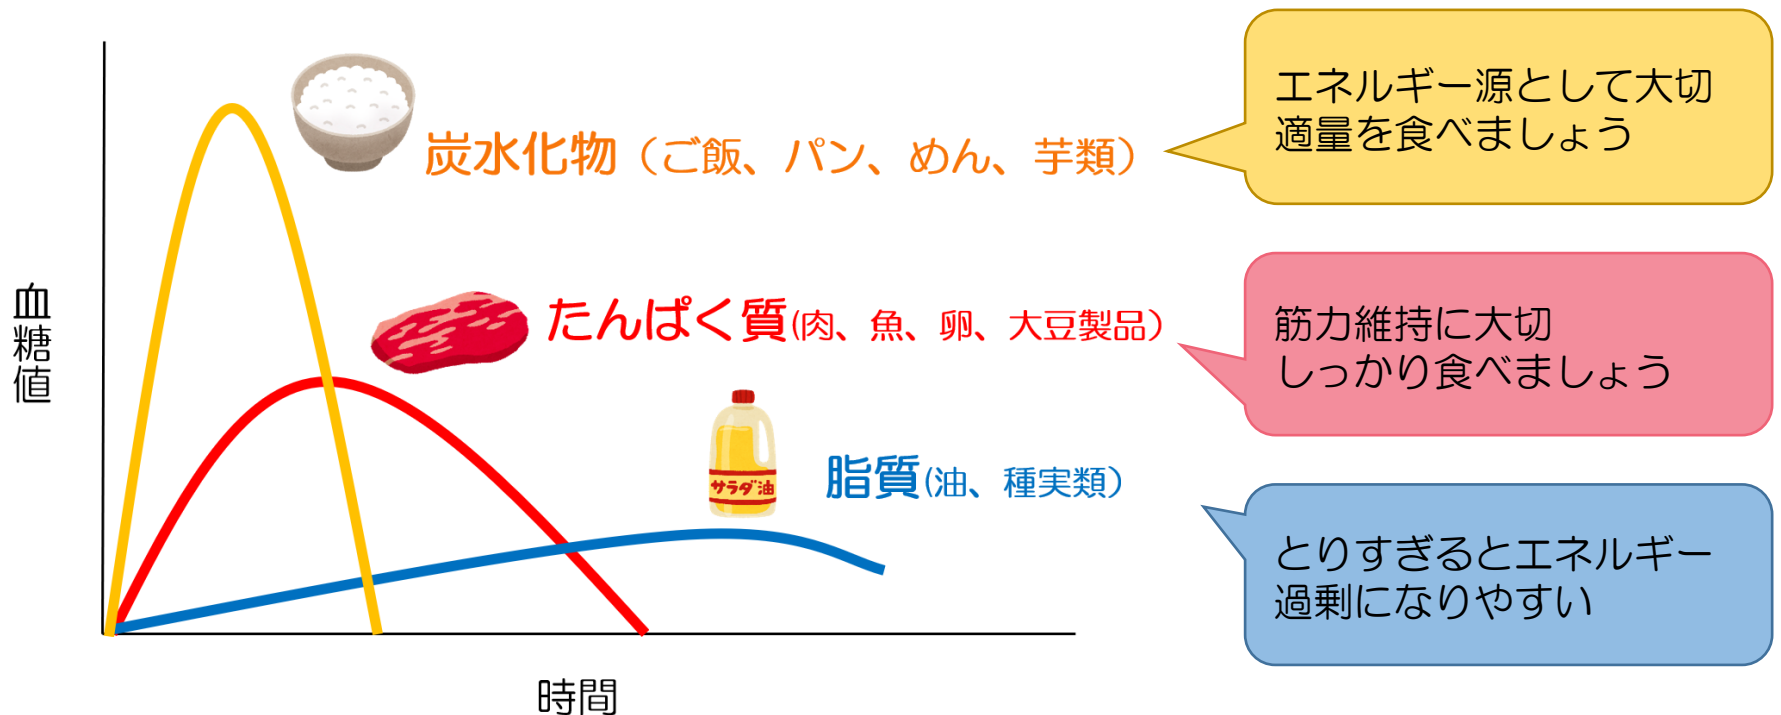 エネルギー源として大切
適量を食べましょう
炭水化物（ご飯、パン、めん、芋類）
血糖値
たんぱく質(肉、魚、卵、大豆製品）
筋力維持に大切
しっかり食べましょう
サラダ油
脂質(油、種実類）
とりすぎるとエネルギー
過剰になりやすい
時間